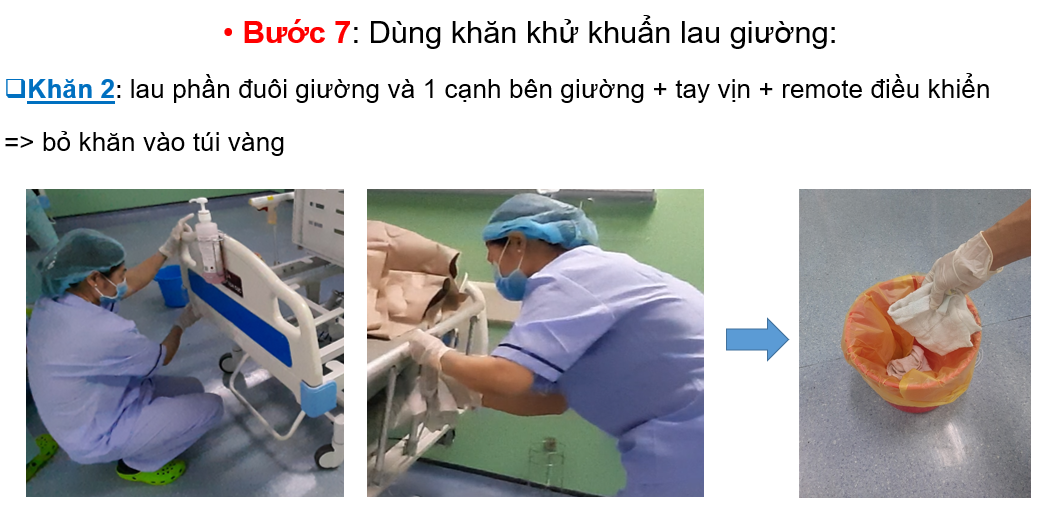 • Bước 7: Dùng khăn khử khuẩn lau giường:
❑Khăn 2: lau phần đuôi giường và 1 cạnh bên giường + tay vịn + remote điều khiển
=> bỏ khăn vào túi vàng